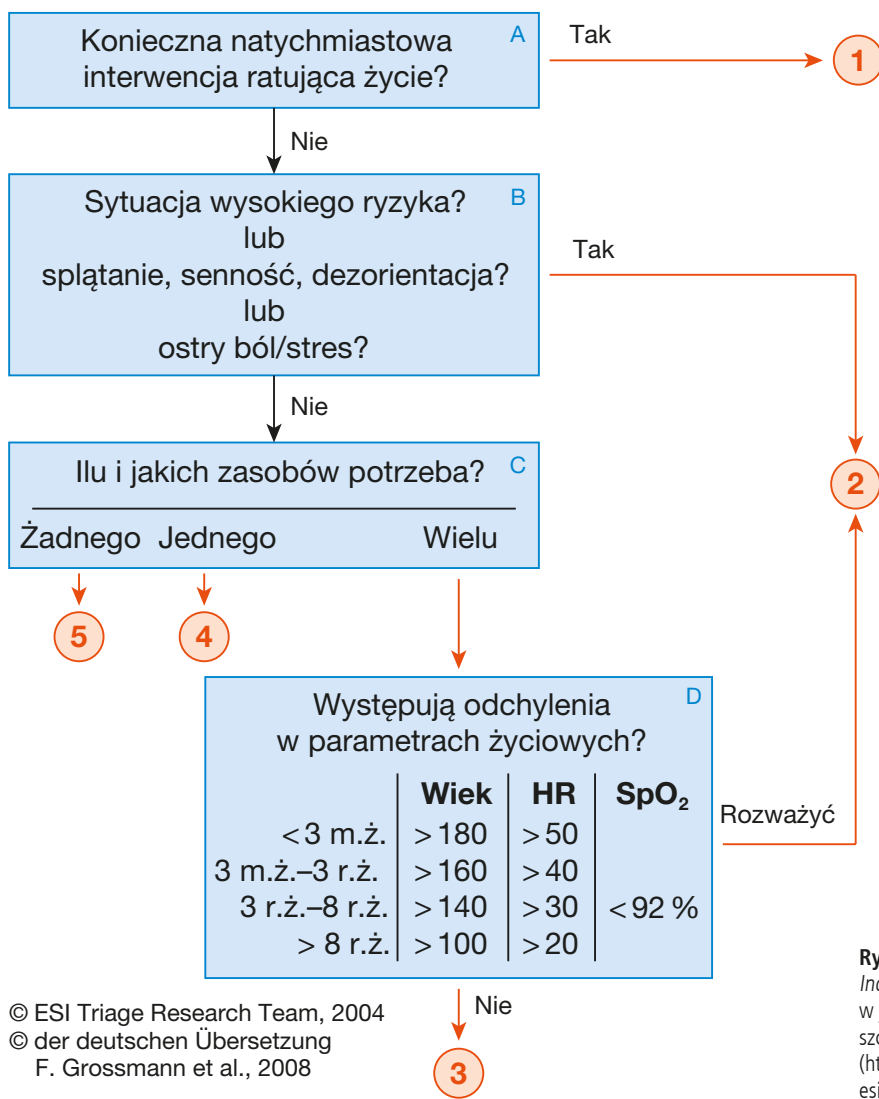 Konieczna natychmiastowa
interwencja ratująca życie?
A
Tak
1
Nie
Sytuacja wysokiego ryzyka?
lub
splątanie, senność, dezorientacja?
lub
ostry ból/stres?
B
Tak
2
Nie
Ilu i jakich zasobów potrzeba?
C
Żadnego Jednego Wielu
5 4
Występują odchylenia
w parametrach życiowych?
D
Wiek HR SpO₂
< 3 m.ż. > 180 > 50
3 m.ż.–3 r.ż. > 160 > 40
3 r.ż.–8 r.ż. > 140 > 30 < 92 %
> 8 r.ż. > 100 > 20
Rozważyć
Nie
3
© ESI Triage Research Team, 2004
© der deutschen Übersetzung
F. Grossmann et al., 2008
w